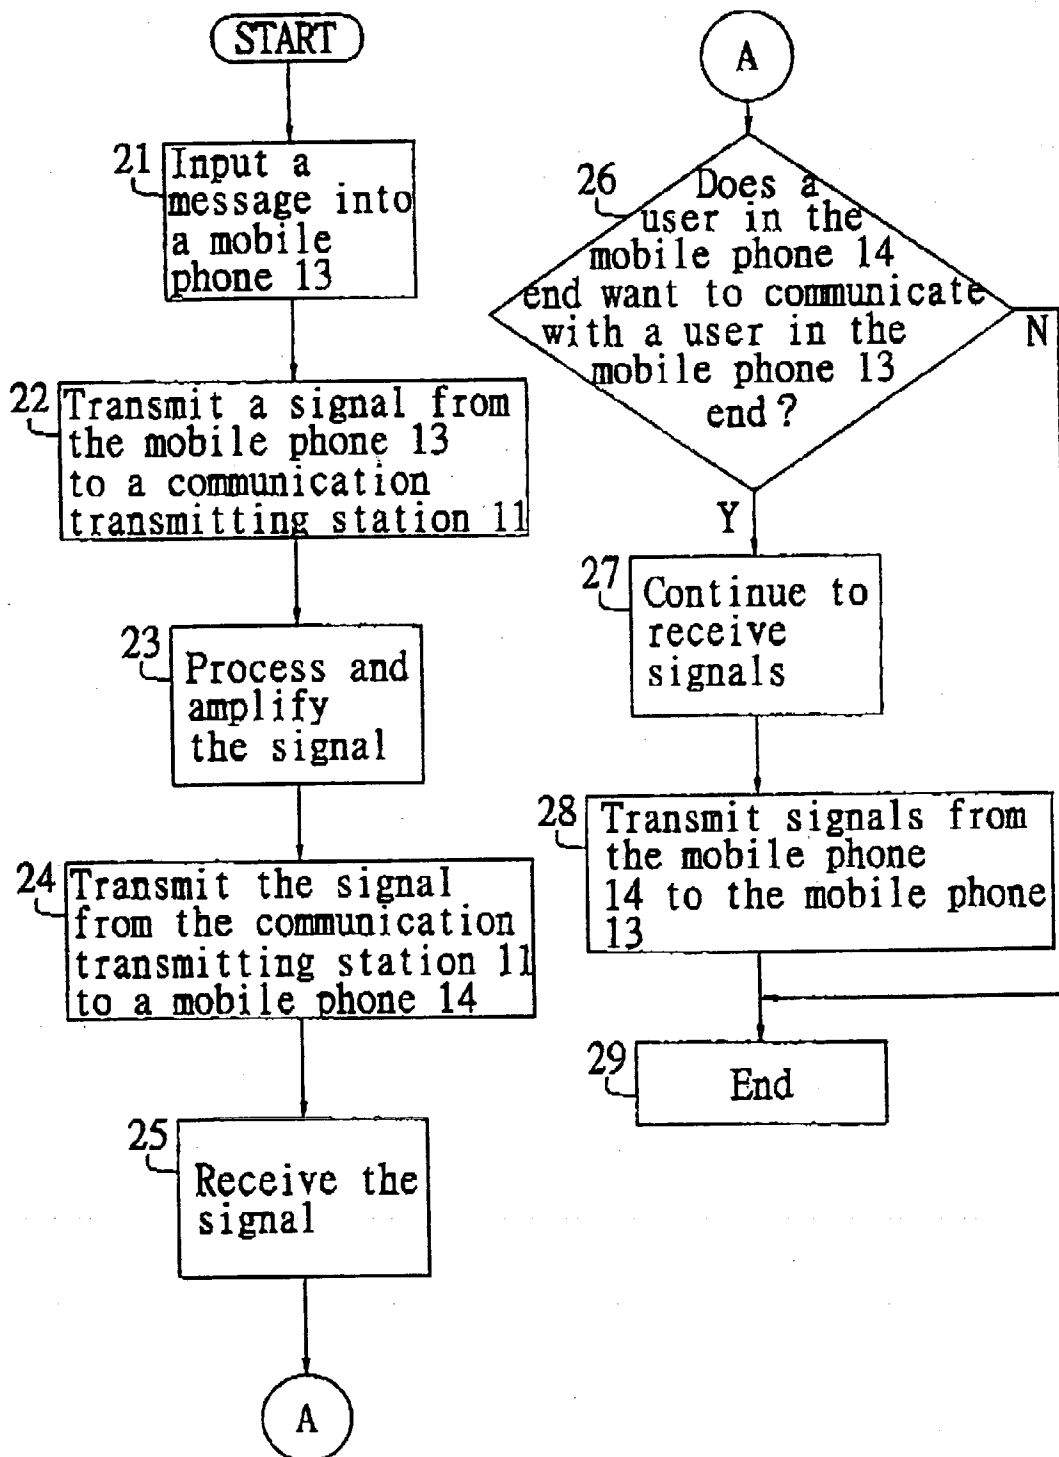 START
21
Input a
message into
a mobile
phone 13
22
Transmit a signal from
the mobile phone 13
to a communication
transmitting station 11
23
Process and
amplify
the signal
24
Transmit the signal
from the communication
transmitting station 11
to a mobile phone 14
25
Receive the
signal
A
A
26
Does a
user in the
mobile phone 14
end want to communicate
with a user in the
mobile phone 13
end?
N
Y
27
Continue to
receive
signals
28
Transmit signals from
the mobile phone
14 to the mobile phone
13
29
End